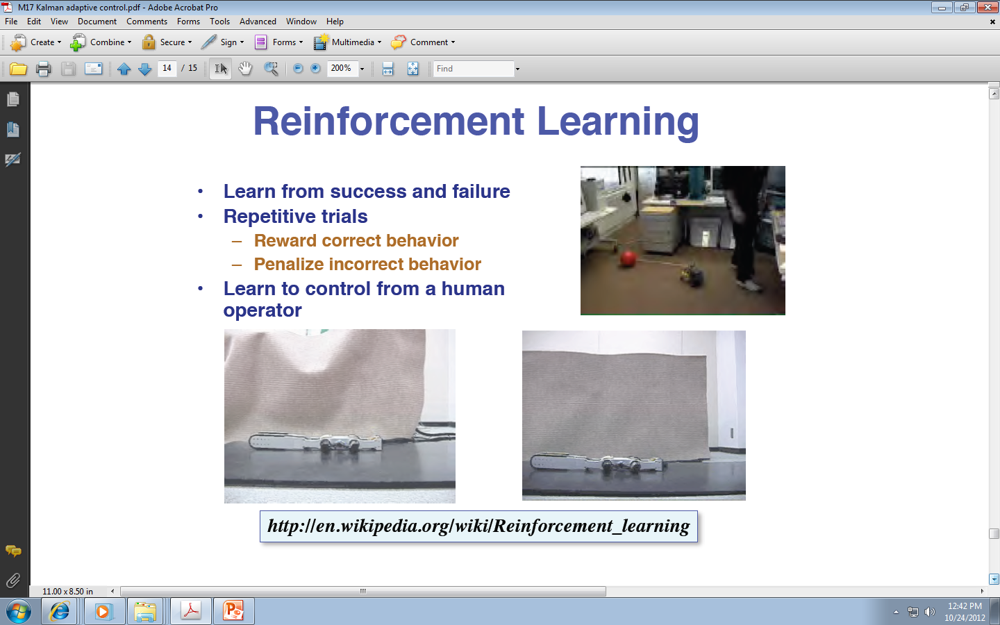 M17 Kalman adaptive control.pdf - Adobe Acrobat Pro
File Edit View Document Comments Forms Tools Advanced Window Help
Create Combine Secure Sign Forms Multimedia Comment
14 / 15 200% Find
Reinforcement Learning
• Learn from success and failure
• Repetitive trials
– Reward correct behavior
– Penalize incorrect behavior
• Learn to control from a human
operator
http://en.wikipedia.org/wiki/Reinforcement_learning
11.00 x 8.50 in
12:42 PM
10/24/2012